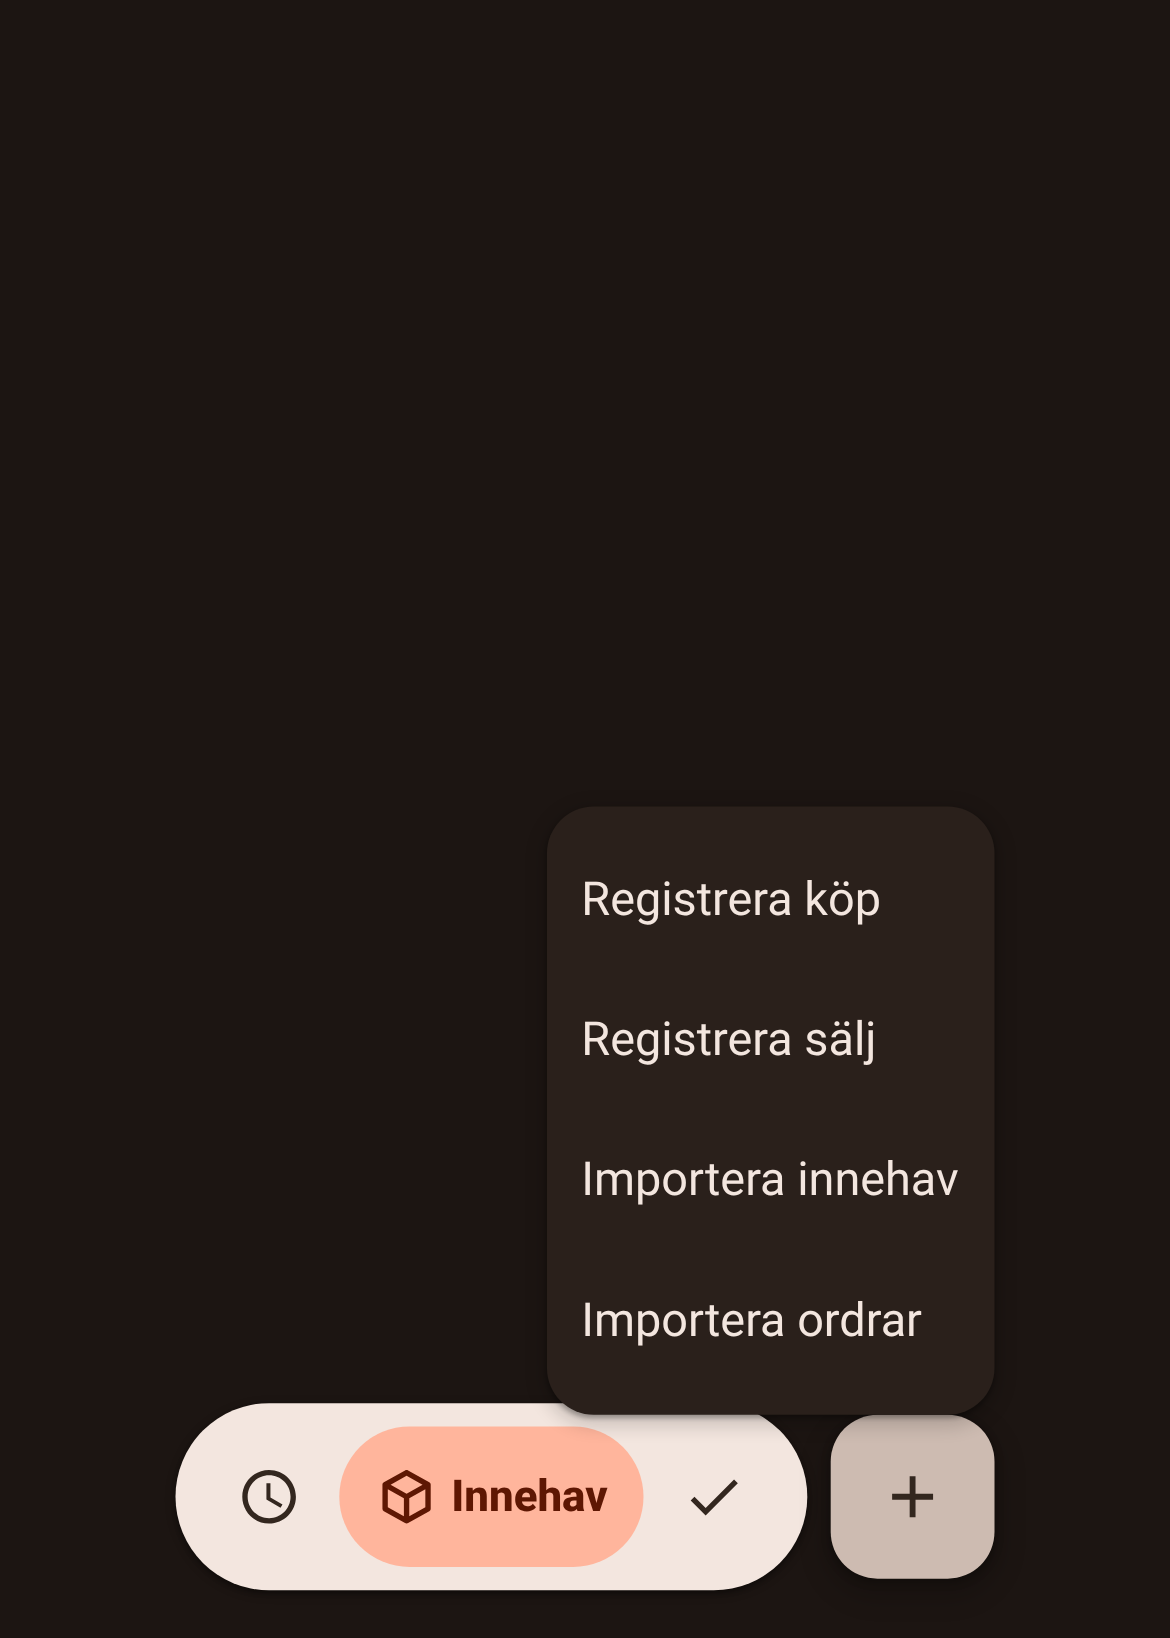 Registrera köp
Registrera sälj
Importera innehav
Importera ordrar
Innehav